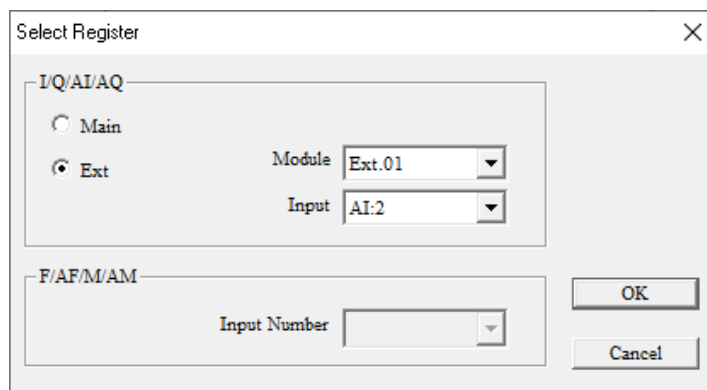 Select Register
I/Q/AI/AQ
Main
Ext
Module Ext.01
Input AI:2
F/AF/M/AM
Input Number
OK
Cancel